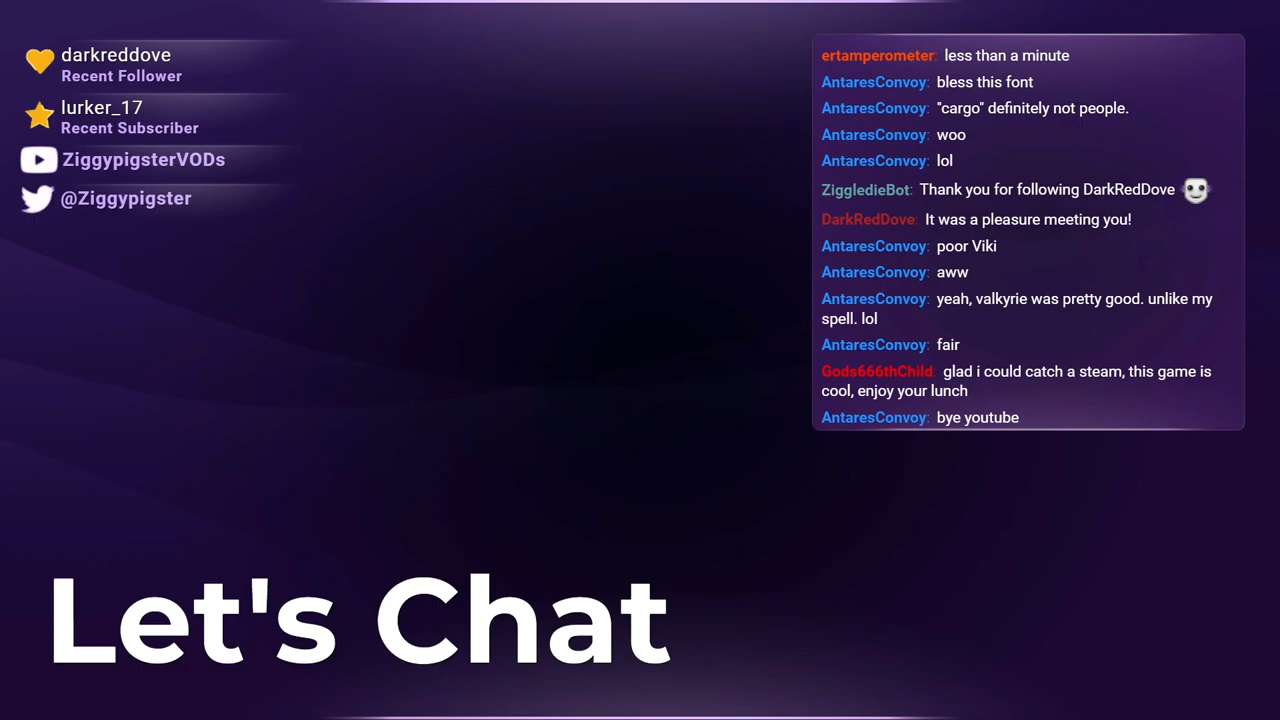 darkreddove
Recent Follower
lurker_17
Recent Subscriber
ZiggypigsterVODs
@Ziggypigster
ertamperometer: less than a minute
AntaresConvoy: bless this font
AntaresConvoy: "cargo" definitely not people.
AntaresConvoy: woo
AntaresConvoy: lol
ZiggledieBot: Thank you for following DarkRedDove
DarkRedDove: It was a pleasure meeting you!
AntaresConvoy: poor Viki
AntaresConvoy: aww
AntaresConvoy: yeah, valkyrie was pretty good. unlike my
spell. lol
AntaresConvoy: fair
Gods666thChild: glad i could catch a steam, this game is
cool, enjoy your lunch
AntaresConvoy: bye youtube
Let's Chat